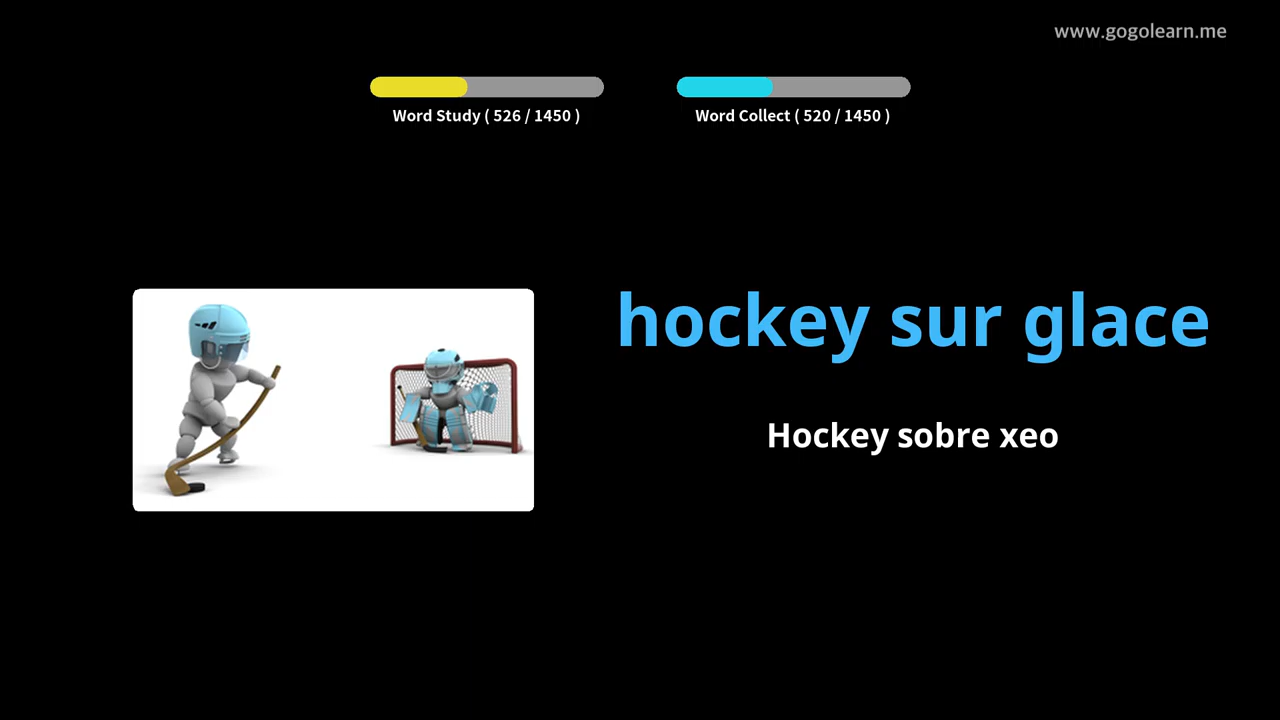 www.gogolearn.me
Word Study ( 526 / 1450 )
Word Collect ( 520 / 1450 )
hockey sur glace
Hockey sobre xeo